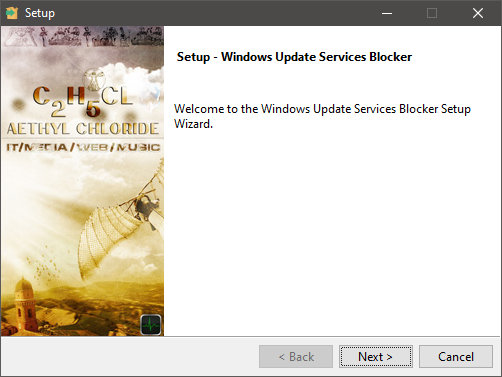 Setup
C2H5CL
AETHYL CHLORIDE
IT/MEDIA/WEB/MUSIC
Setup - Windows Update Services Blocker
Welcome to the Windows Update Services Blocker Setup
Wizard.
< Back
Next >
Cancel